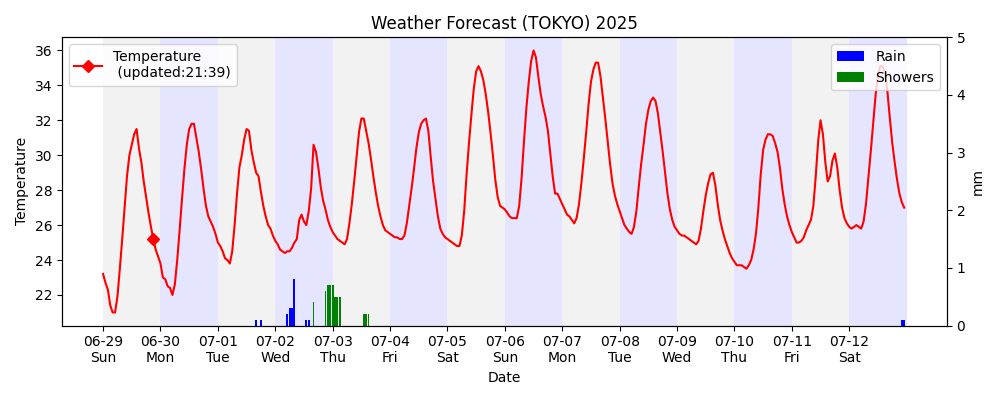 Weather Forecast (TOKYO) 2025
Temperature
(updated:21:39)
Rain
Showers
Temperature
36
34
32
30
28
26
24
22
5
4
3
2
1
0
mm
06-29 06-30 07-01 07-02 07-03 07-04 07-05 07-06 07-07 07-08 07-09 07-10 07-11 07-12
Sun Mon Tue Wed Thu Fri Sat Sun Mon Tue Wed Thu Fri Sat
Date